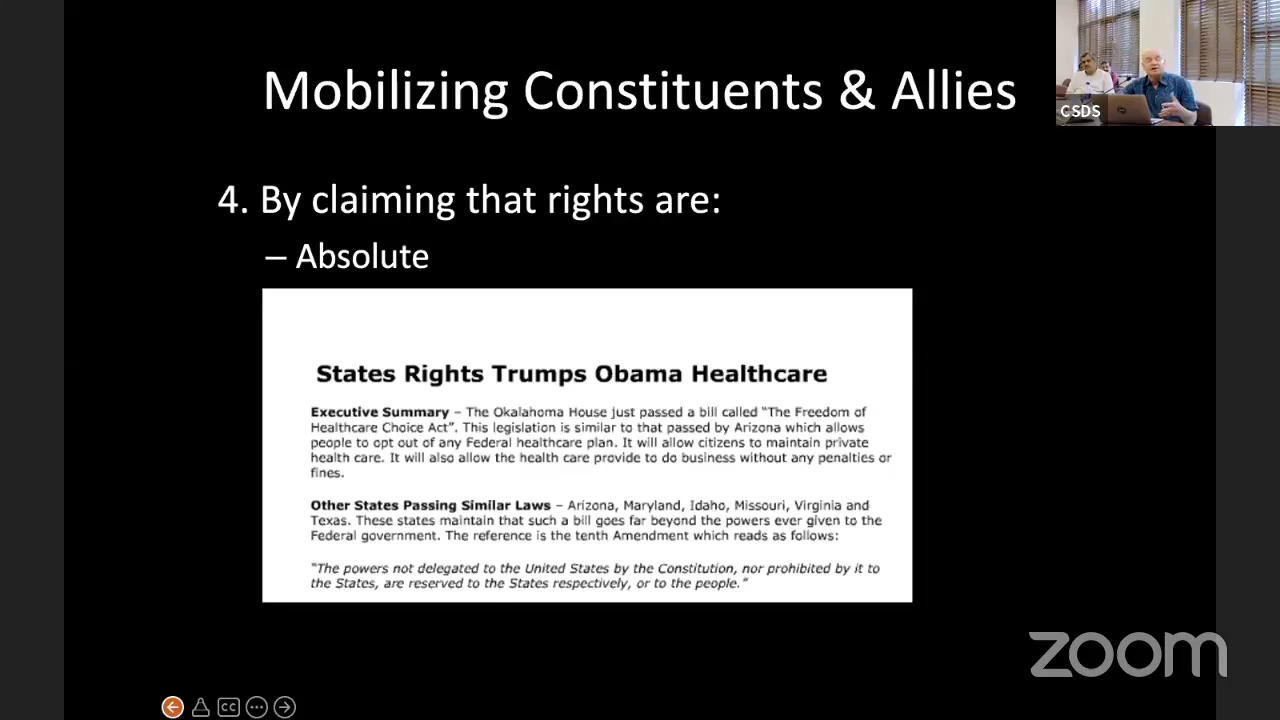 Mobilizing Constituents & Allies
CSDS
4. By claiming that rights are:
– Absolute
States Rights Trumps Obama Healthcare
Executive Summary – The Okalahoma House just passed a bill called “The Freedom of
Healthcare Choice Act”. This legislation is similar to that passed by Arizona which allows
people to opt out of any Federal healthcare plan. It will allow citizens to maintain private
health care. It will also allow the health care provide to do business without any penalties or
fines.
Other States Passing Similar Laws – Arizona, Maryland, Idaho, Missouri, Virginia and
Texas. These states maintain that such a bill goes far beyond the powers ever given to the
Federal government. The reference is the tenth Amendment which reads as follows:
“The powers not delegated to the United States by the Constitution, nor prohibited by it to
the States, are reserved to the States respectively, or to the people.”
zoom
CC